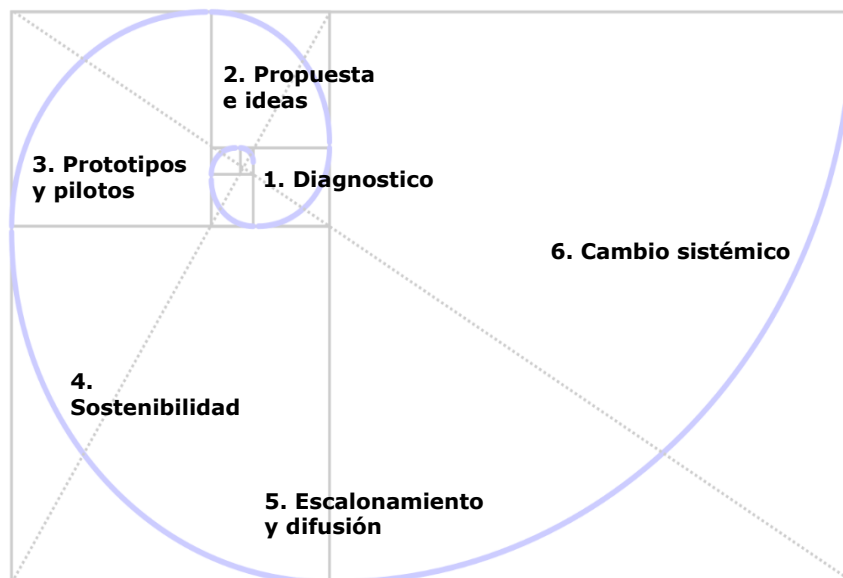 1. Diagnostico
2. Propuesta
e ideas
3. Prototipos
y pilotos
4.
Sostenibilidad
5. Escalonamiento
y difusión
6. Cambio sistémico